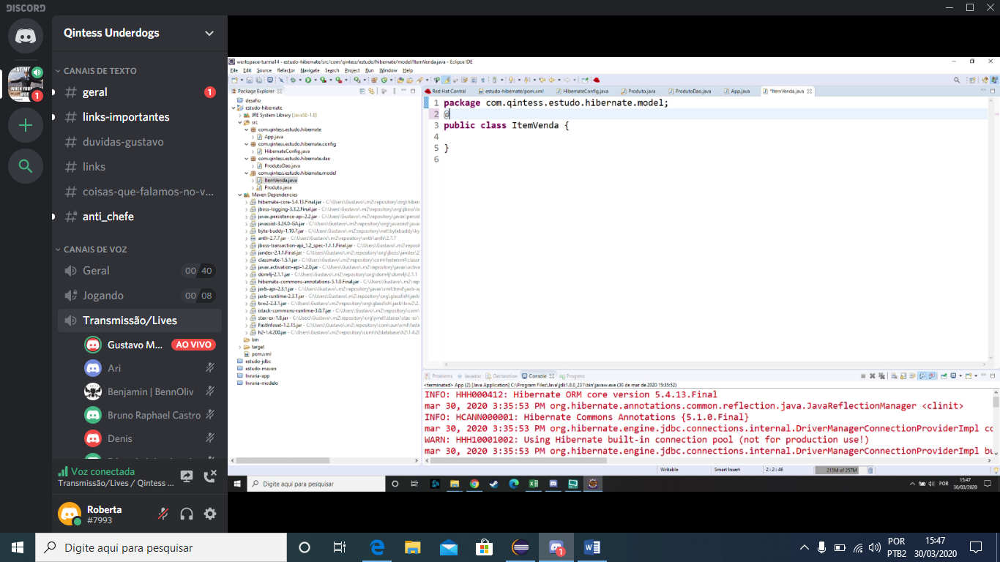 DISCORD
Qintess Underdogs
CANAIS DE TEXTO
# geral 1
# links-importantes
# duvidas-gustavo
# links
# coisas-que-falamos-no-v...
# anti_chefe
CANAIS DE VOZ
Geral 00 40
Jogando 00 08
Transmissão/Lives
Gustavo M... AO VIVO
Ari
Benjamin | BennOliv
Bruno Raphael Castro
Denis
1
Voz conectada
Transmissão/Lives / Qintess ...
Roberta
#7993
workspace-turma14 - estudo-hibernate/src/com/qintess/estudo/hibernate/model/ItemVenda.java - Eclipse IDE
File Edit Source Refactor Navigate Search Project Run Window Help
Package Explorer
desafio
estudo-hibernate
JRE System Library [JavaSE-1.8]
src
com.qintess.estudo.hibernate
App.java
com.qintess.estudo.hibernate.config
HibernateConfig.java
com.qintess.estudo.hibernate.dao
ProdutoDao.java
com.qintess.estudo.hibernate.model
ItemVenda.java
Produto.java
Maven Dependencies
hibernate-core-5.4.13.Final.jar - C:\Users\Gustavo\.m2\repository\org\hiber
jboss-logging-3.3.2.Final.jar - C:\Users\Gustavo\.m2\repository\org\jboss\lo
javax.persistence-api-2.2.jar - C:\Users\Gustavo\.m2\repository\javax\persist
javassist-3.24.0-GA.jar - C:\Users\Gustavo\.m2\repository\org\javassist\javas
byte-buddy-1.10.7.jar - C:\Users\Gustavo\.m2\repository\net\bytebuddy\by
antlr-2.7.7.jar - C:\Users\Gustavo\.m2\repository\antlr\antlr\2.7.7
jboss-transaction-api_1.2_spec-1.1.1.Final.jar - C:\Users\Gustavo\.m2\repos
jandex-2.1.1.Final.jar - C:\Users\Gustavo\.m2\repository\org\jboss\jandex\2
classmate-1.5.1.jar - C:\Users\Gustavo\.m2\repository\com\fasterxml\classm
javax.activation-api-1.2.0.jar - C:\Users\Gustavo\.m2\repository\javax\activa
dom4j-2.1.1.jar - C:\Users\Gustavo\.m2\repository\org\dom4j\dom4j\2.1.1
hibernate-commons-annotations-5.1.0.Final.jar - C:\Users\Gustavo\.m2\rep
jaxb-api-2.3.1.jar - C:\Users\Gustavo\.m2\repository\javax\xml\bind\jaxb-ap
jaxb-runtime-2.3.1.jar - C:\Users\Gustavo\.m2\repository\org\glassfish\jaxb
txw2-2.3.1.jar - C:\Users\Gustavo\.m2\repository\org\glassfish\jaxb\txw2\2.
istack-commons-runtime-3.0.7.jar - C:\Users\Gustavo\.m2\repository\com
stax-ex-1.8.jar - C:\Users\Gustavo\.m2\repository\org\jvnet\staxex\stax-ex\
FastInfoset-1.2.15.jar - C:\Users\Gustavo\.m2\repository\com\sun\xml\faste
h2-1.4.200.jar - C:\Users\Gustavo\.m2\repository\com\h2database\h2\1.4.20
bin
target
pom.xml
estudo-jdbc
estudo-maven
livraria-app
livraria-modelo
Red Hat Central estudo-hibernate/pom.xml HibernateConfig.java Produto.java ProdutoDao.java App.java *ItemVenda.java
1 package com.qintess.estudo.hibernate.model;
2 @
3 public class ItemVenda {
4
5 }
6
Problems Javadoc Declaration Console Progress
<terminated> App (2) [Java Application] C:\Program Files\Java\jdk1.8.0_231\bin\javaw.exe (30 de mar de 2020 15:35:52)
INFO: HHH000412: Hibernate ORM core version 5.4.13.Final
mar 30, 2020 3:35:53 PM org.hibernate.annotations.common.reflection.java.JavaReflectionManager <clinit>
INFO: HCANN000001: Hibernate Commons Annotations {5.1.0.Final}
mar 30, 2020 3:35:53 PM org.hibernate.engine.jdbc.connections.internal.DriverManagerConnectionProviderImpl co
WARN: HHH10001002: Using Hibernate built-in connection pool (not for production use!)
mar 30, 2020 3:35:53 PM org.hibernate.engine.jdbc.connections.internal.DriverManagerConnectionProviderImpl bu
Writable Smart Insert 2 : 2 : 46 215M of 257M
Digite aqui para pesquisar
POR 15:47
30/03/2020
Digite aqui para pesquisar
1
POR
PTB2
15:47
30/03/2020